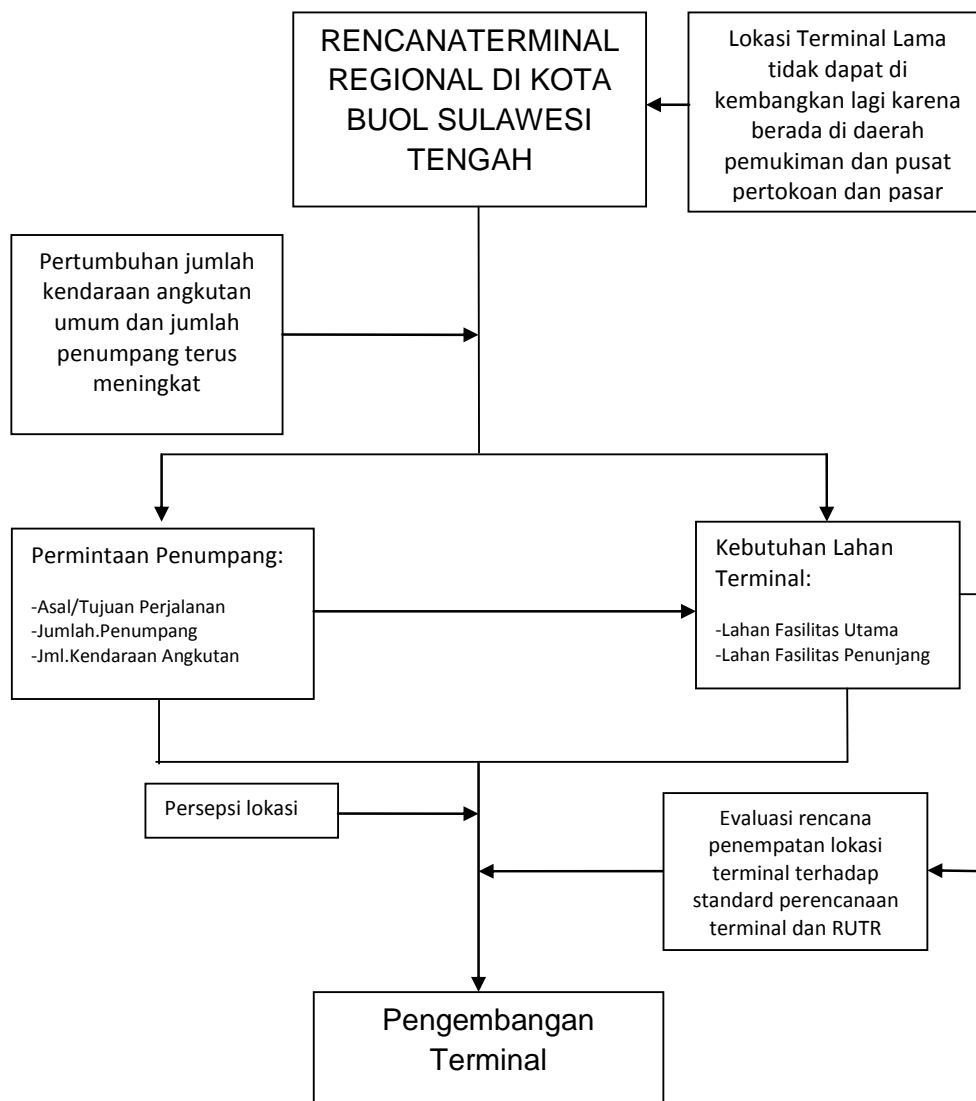 RENCANATERMINAL
REGIONAL DI KOTA
BUOL SULAWESI
TENGAH
Lokasi Terminal Lama
tidak dapat di
kembangkan lagi karena
berada di daerah
pemukiman dan pusat
pertokoan dan pasar
Pertumbuhan jumlah
kendaraan angkutan
umum dan jumlah
penumpang terus
meningkat
Permintaan Penumpang:
-Asal/Tujuan Perjalanan
-Jumlah.Penumpang
-Jml.Kendaraan Angkutan
Kebutuhan Lahan
Terminal:
-Lahan Fasilitas Utama
-Lahan Fasilitas Penunjang
Persepsi lokasi
Evaluasi rencana
penempatan lokasi
terminal terhadap
standard perencanaan
terminal dan RUTR
Pengembangan
Terminal